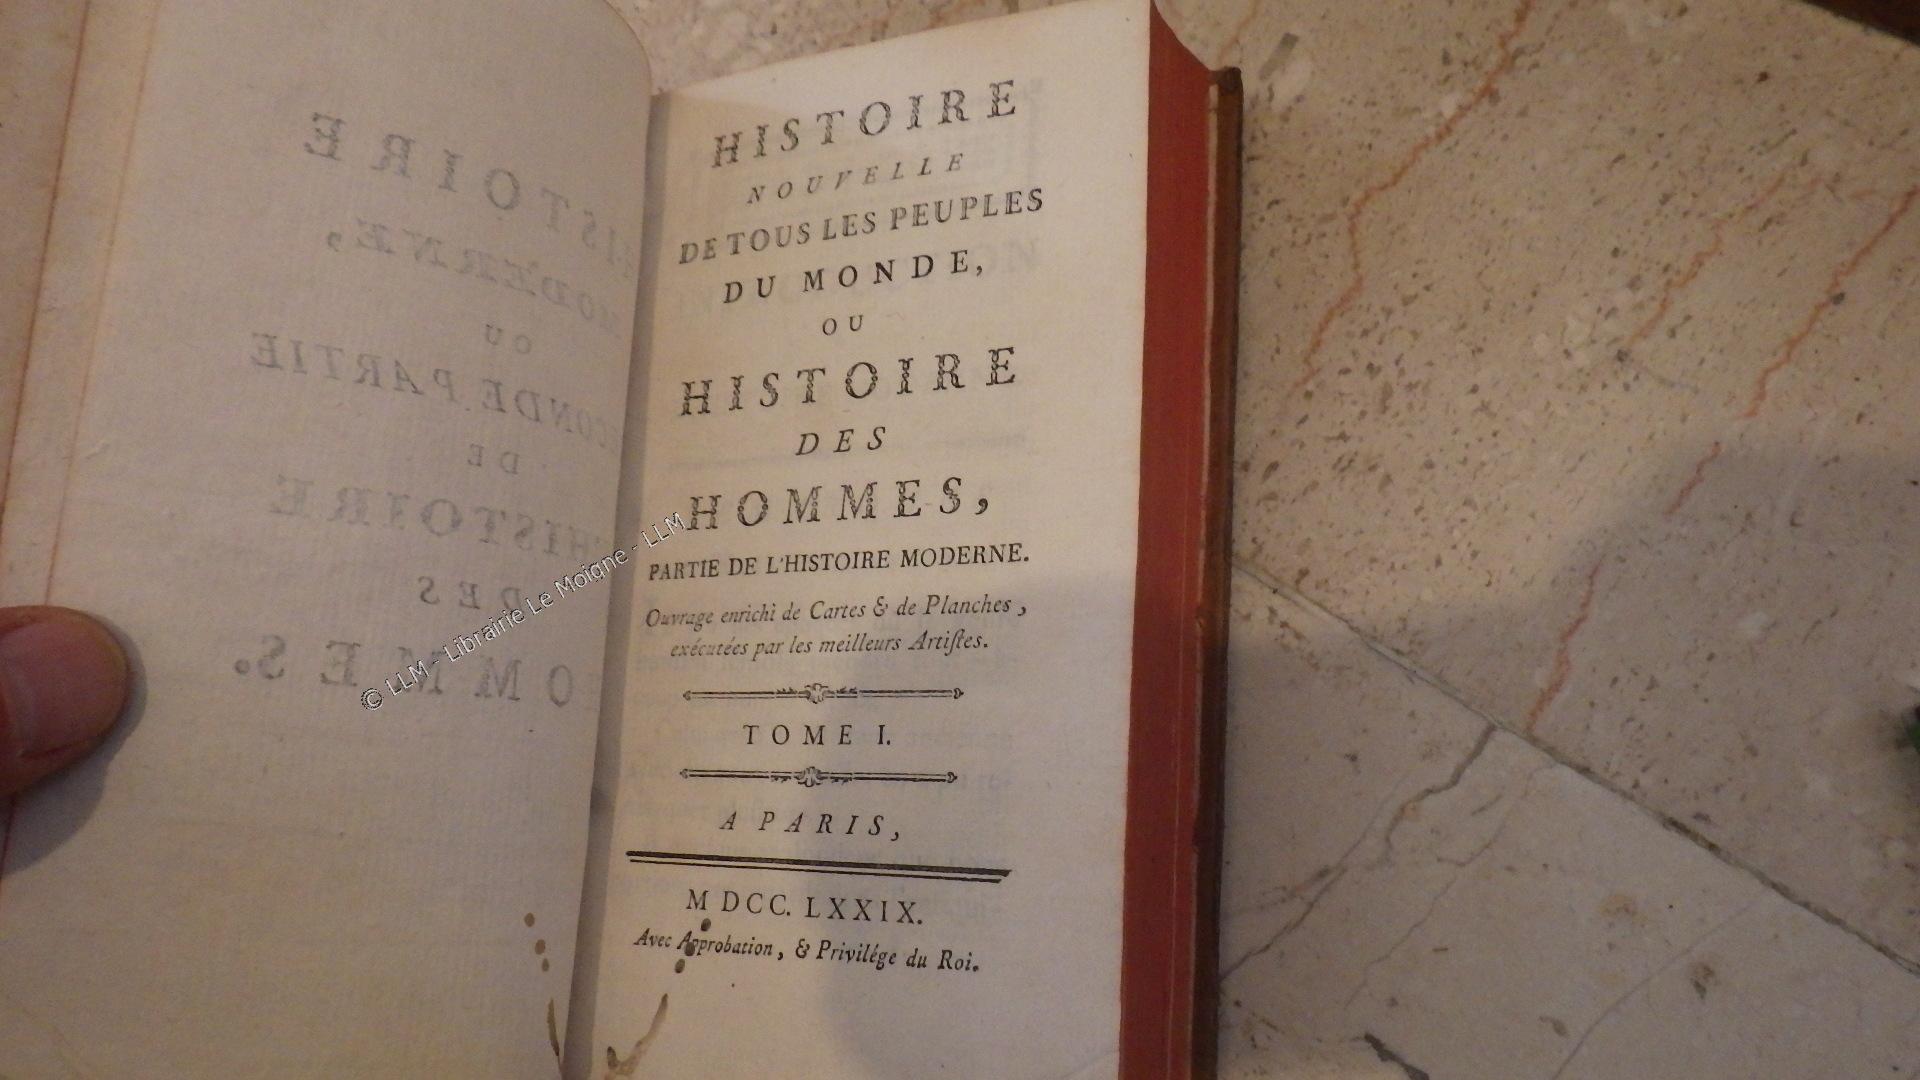 HISTOIRE
NOUVELLE
DE TOUS LES PEUPLES
DU MONDE,
OU
HISTOIRE
DES
HOMMES,
PARTIE DE L'HISTOIRE MODERNE.
Ouvrage enrichi de Cartes & de Planches,
exécutées par les meilleurs Artiſtes.
TOME I.
A PARIS,
M DCC. LXXIX.
Avec Approbation, & Privilége du Roi.
© LLM - Librairie Le Moigne - LLM